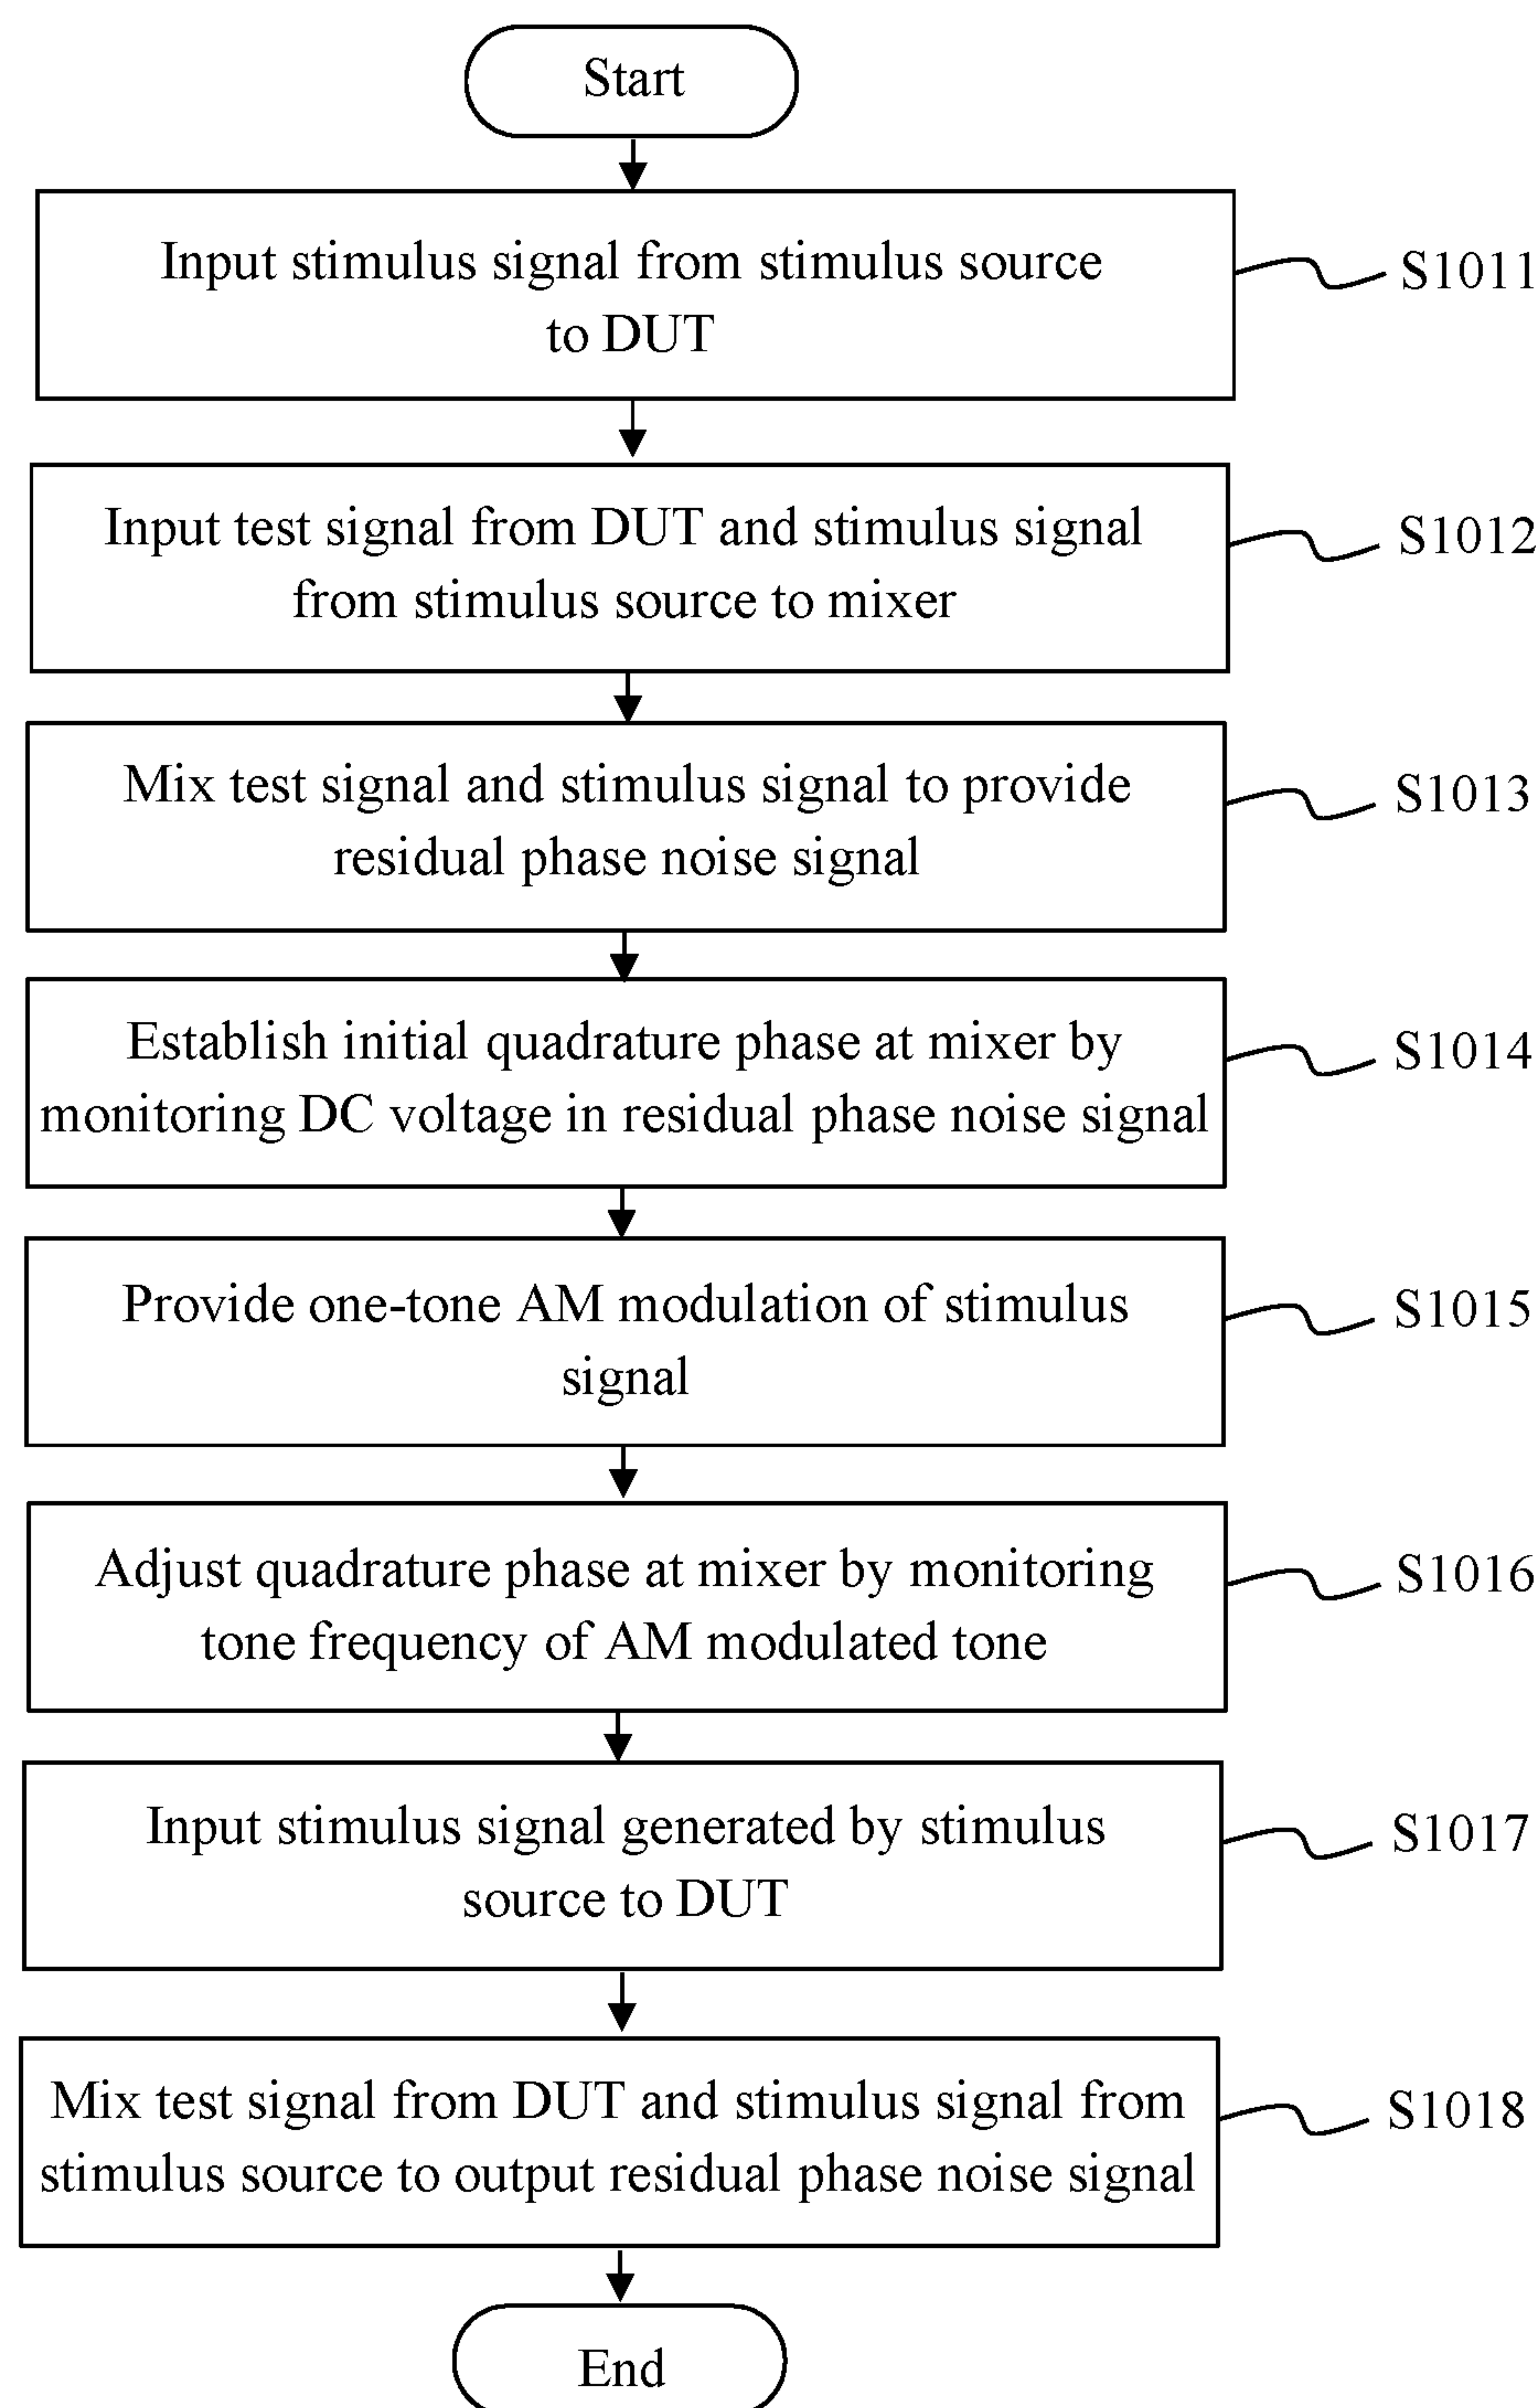 Start
Input stimulus signal from stimulus source
to DUT
S1011
Input test signal from DUT and stimulus signal
from stimulus source to mixer
S1012
Mix test signal and stimulus signal to provide
residual phase noise signal
S1013
Establish initial quadrature phase at mixer by
monitoring DC voltage in residual phase noise signal
S1014
Provide one-tone AM modulation of stimulus
signal
S1015
Adjust quadrature phase at mixer by monitoring
tone frequency of AM modulated tone
S1016
Input stimulus signal generated by stimulus
source to DUT
S1017
Mix test signal from DUT and stimulus signal from
stimulus source to output residual phase noise signal
S1018
End